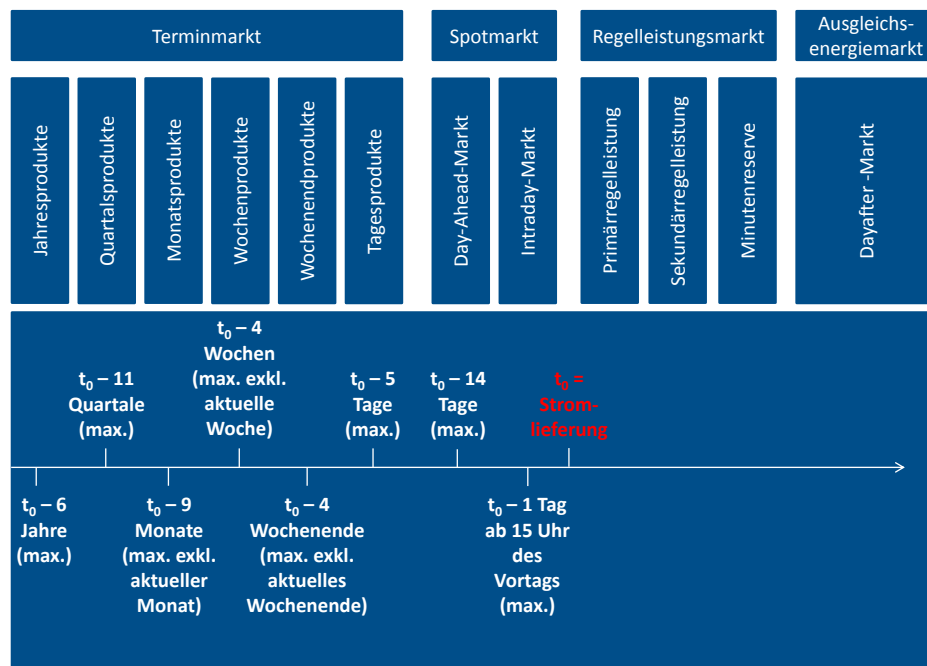 Terminmarkt
Spotmarkt
Regelleistungsmarkt
Ausgleichs-
energiemarkt
Jahresprodukte
Quartalsprodukte
Monatsprodukte
Wochenprodukte
Wochenendprodukte
Tagesprodukte
Day-Ahead-Markt
Intraday-Markt
Primärregelleistung
Sekundärregelleistung
Minutenreserve
Dayafter -Markt
t₀ – 11
Quartale
(max.)
t₀ – 4
Wochen
(max. exkl.
aktuelle
Woche)
t₀ – 5
Tage
(max.)
t₀ – 14
Tage
(max.)
t₀ =
Strom-
lieferung
t₀ – 6
Jahre
(max.)
t₀ – 9
Monate
(max. exkl.
aktueller
Monat)
t₀ – 4
Wochenende
(max. exkl.
aktuelles
Wochenende)
t₀ – 1 Tag
ab 15 Uhr
des
Vortags
(max.)